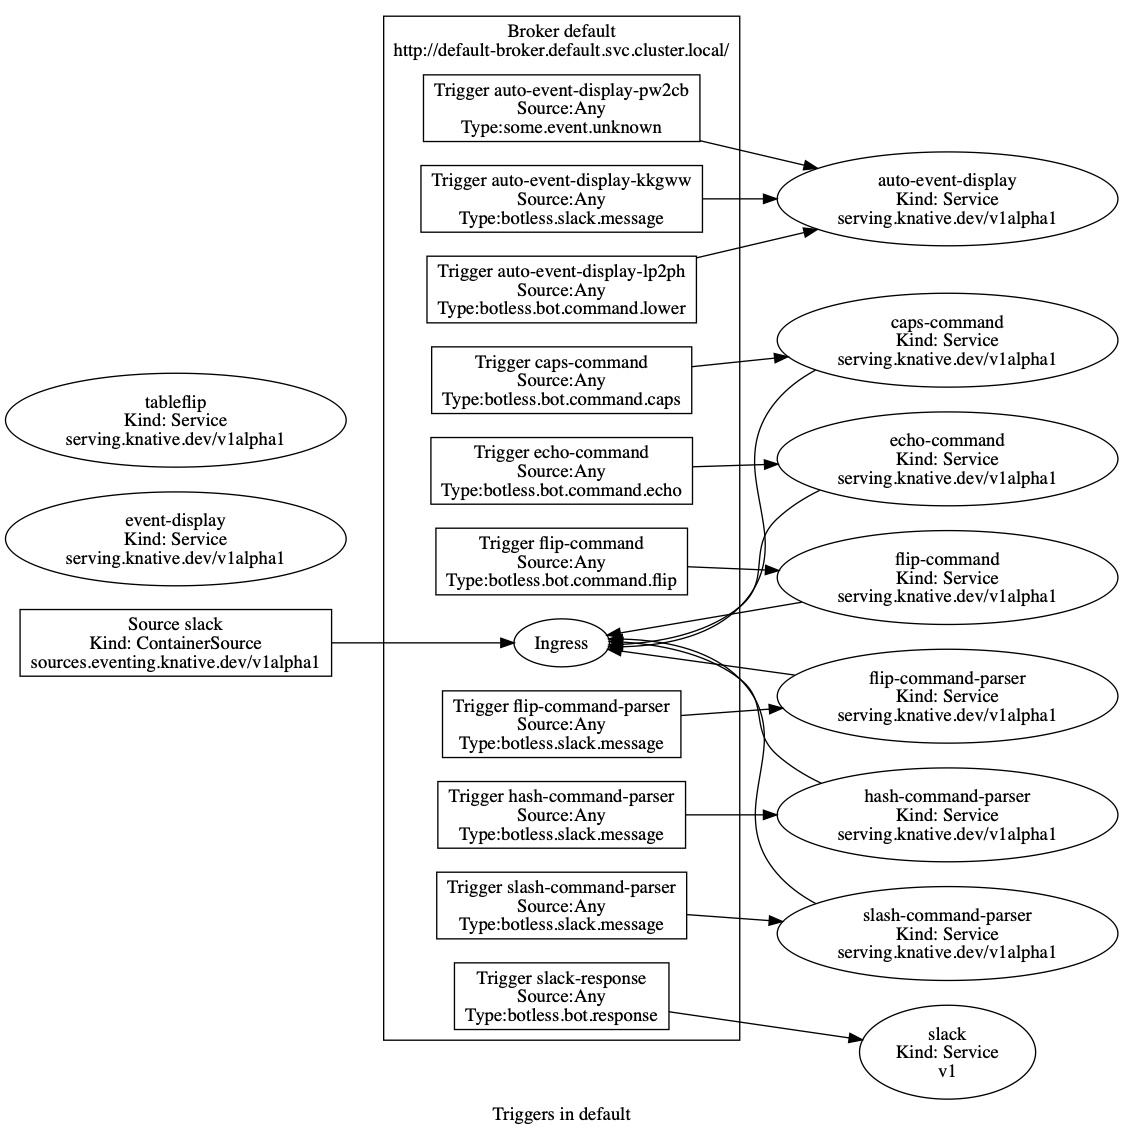 Broker default
http://default-broker.default.svc.cluster.local/
Trigger auto-event-display-pw2cb
Source:Any
Type:some.event.unknown
Trigger auto-event-display-kkgww
Source:Any
Type:botless.slack.message
Trigger auto-event-display-lp2ph
Source:Any
Type:botless.bot.command.lower
Trigger caps-command
Source:Any
Type:botless.bot.command.caps
Trigger echo-command
Source:Any
Type:botless.bot.command.echo
Trigger flip-command
Source:Any
Type:botless.bot.command.flip
Ingress
Trigger flip-command-parser
Source:Any
Type:botless.slack.message
Trigger hash-command-parser
Source:Any
Type:botless.slack.message
Trigger slash-command-parser
Source:Any
Type:botless.slack.message
Trigger slack-response
Source:Any
Type:botless.bot.response
tableflip
Kind: Service
serving.knative.dev/v1alpha1
event-display
Kind: Service
serving.knative.dev/v1alpha1
Source slack
Kind: ContainerSource
sources.eventing.knative.dev/v1alpha1
auto-event-display
Kind: Service
serving.knative.dev/v1alpha1
caps-command
Kind: Service
serving.knative.dev/v1alpha1
echo-command
Kind: Service
serving.knative.dev/v1alpha1
flip-command
Kind: Service
serving.knative.dev/v1alpha1
flip-command-parser
Kind: Service
serving.knative.dev/v1alpha1
hash-command-parser
Kind: Service
serving.knative.dev/v1alpha1
slash-command-parser
Kind: Service
serving.knative.dev/v1alpha1
slack
Kind: Service
v1
Triggers in default